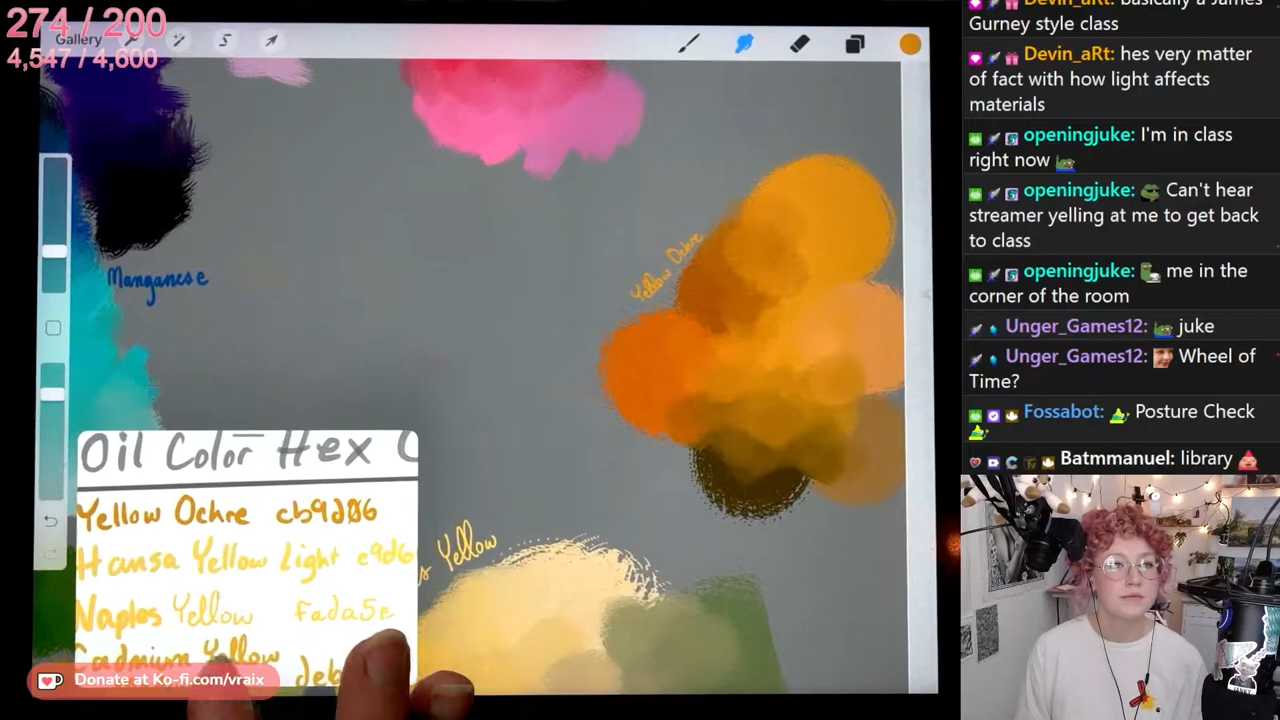 274 / 200
4,547 / 4,600
Gallery
Manganese
Yellow Ochre
Yellow
Oil Color Hex
Yellow Ochre cb9d06
Hansa Yellow Light e9d6
Naples Yellow fada5e
Cadmium Yellow deb
Donate at Ko-fi.com/vraix
Devin_aRt: basically a James
Gurney style class
Devin_aRt: hes very matter
of fact with how light affects
materials
openingjuke: I'm in class
right now
openingjuke: Can't hear
streamer yelling at me to get back
to class
openingjuke: me in the
corner of the room
Unger_Games12: juke
Unger_Games12: Wheel of
Time?
Fossabot: Posture Check
Batmmanuel: library